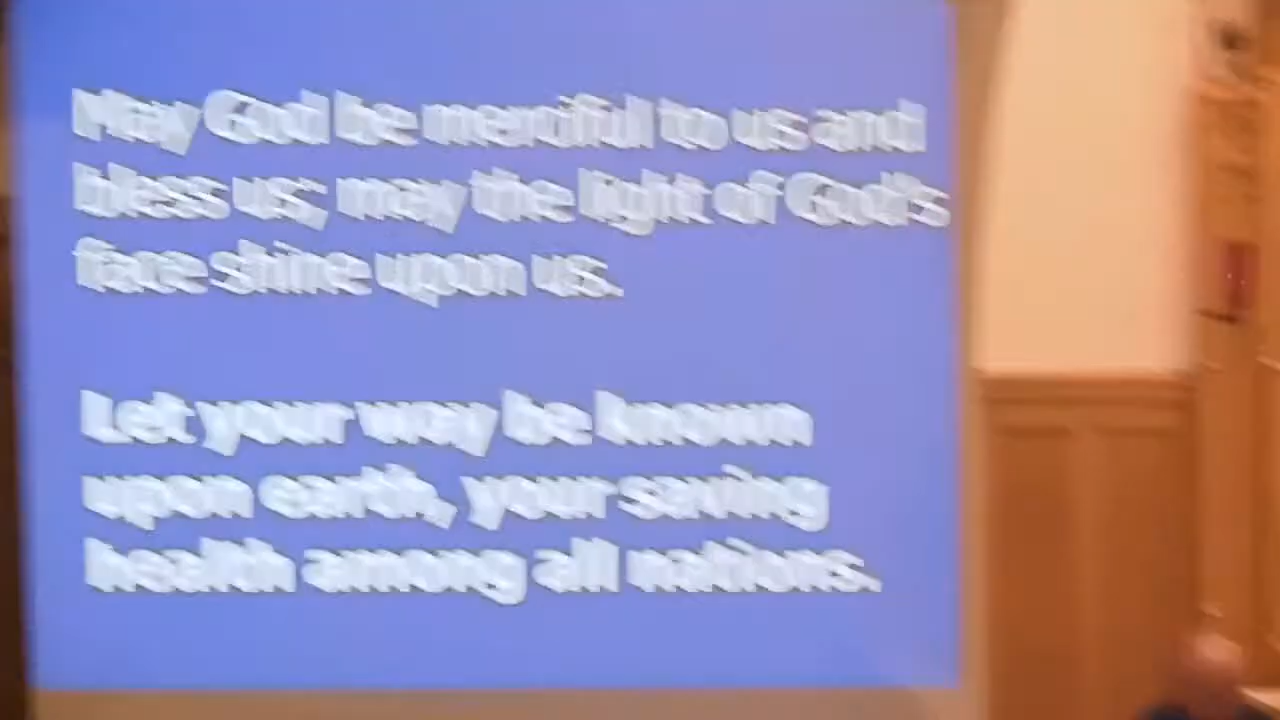 May God be merciful to us and
bless us; may the light of God's
face shine upon us.
Let your way be known
upon earth, your saving
health among all nations.